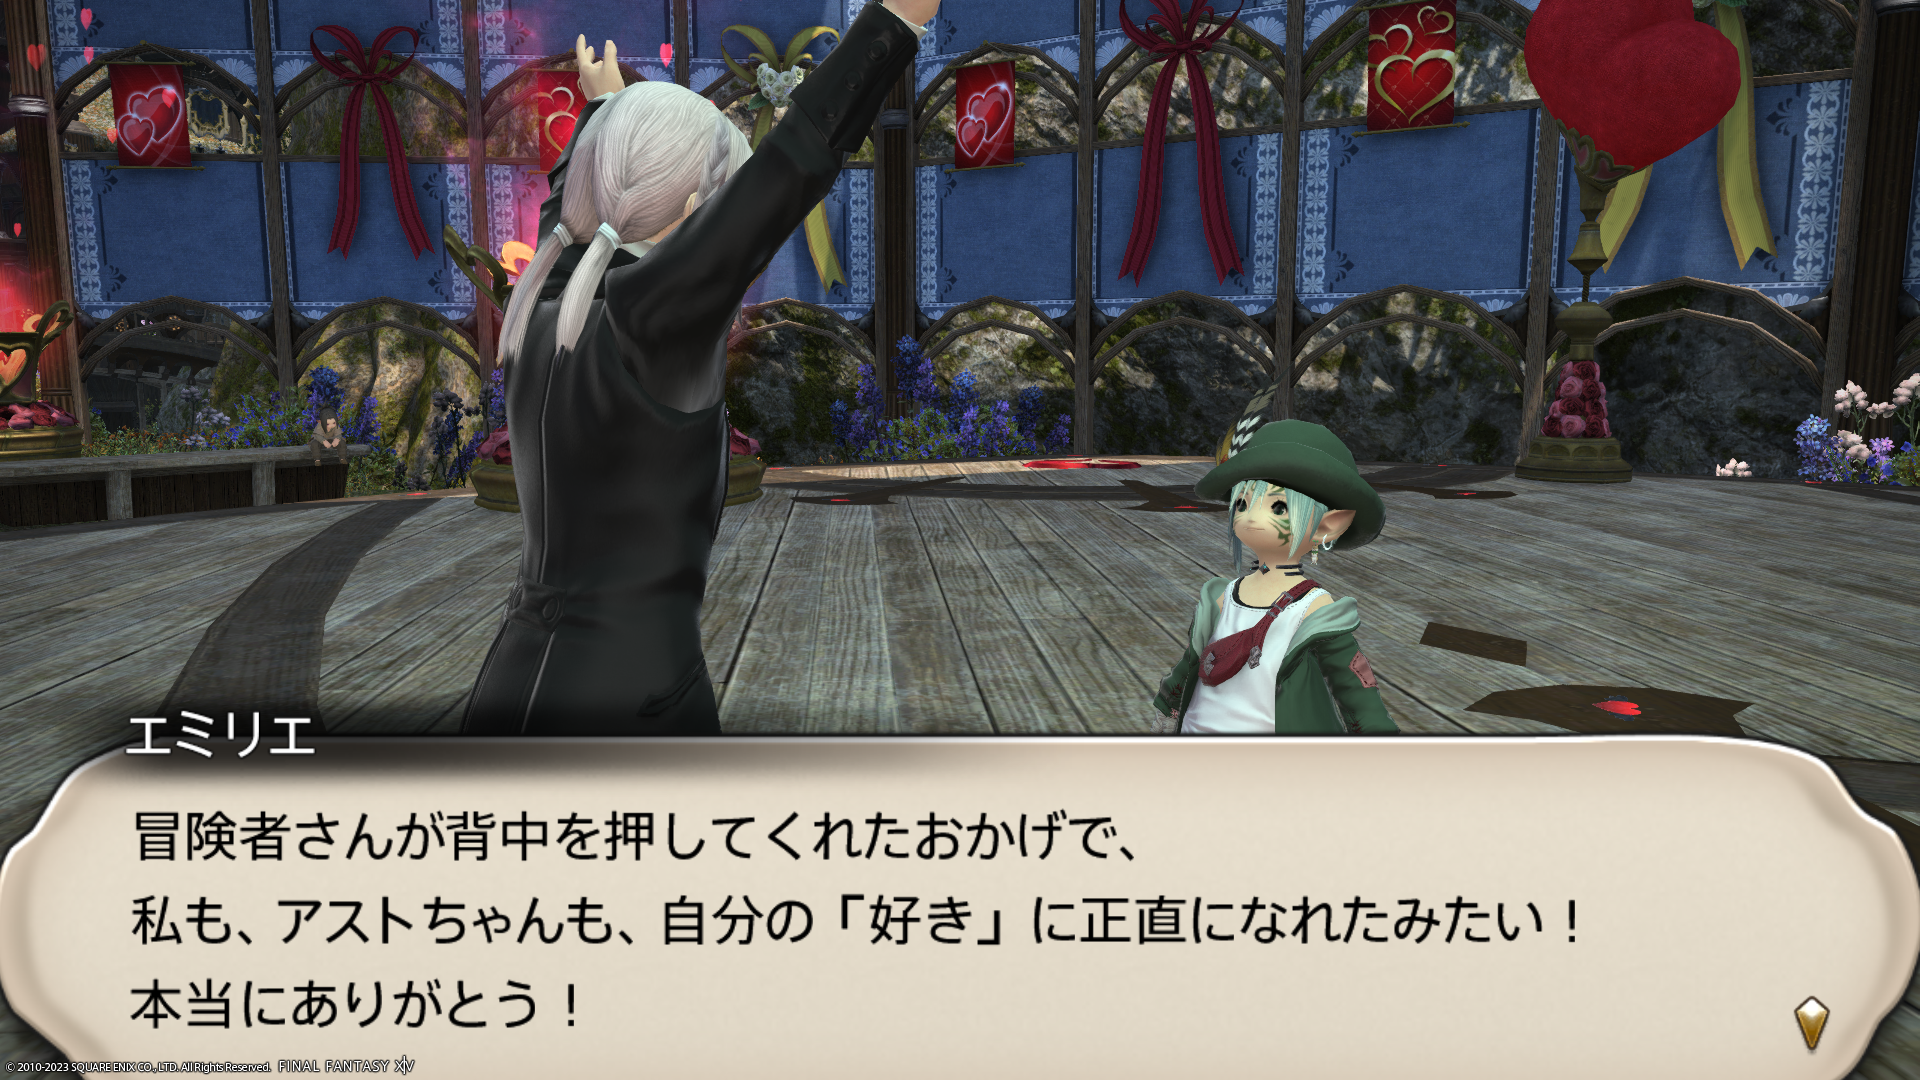 エミリエ
冒険者さんが背中を押してくれたおかげで、
私も、アストちゃんも、自分の「好き」に正直になれたみたい！
本当にありがとう！
© 2010-2023 SQUARE ENIX CO., LTD. All Rights Reserved. FINAL FANTASY XIV